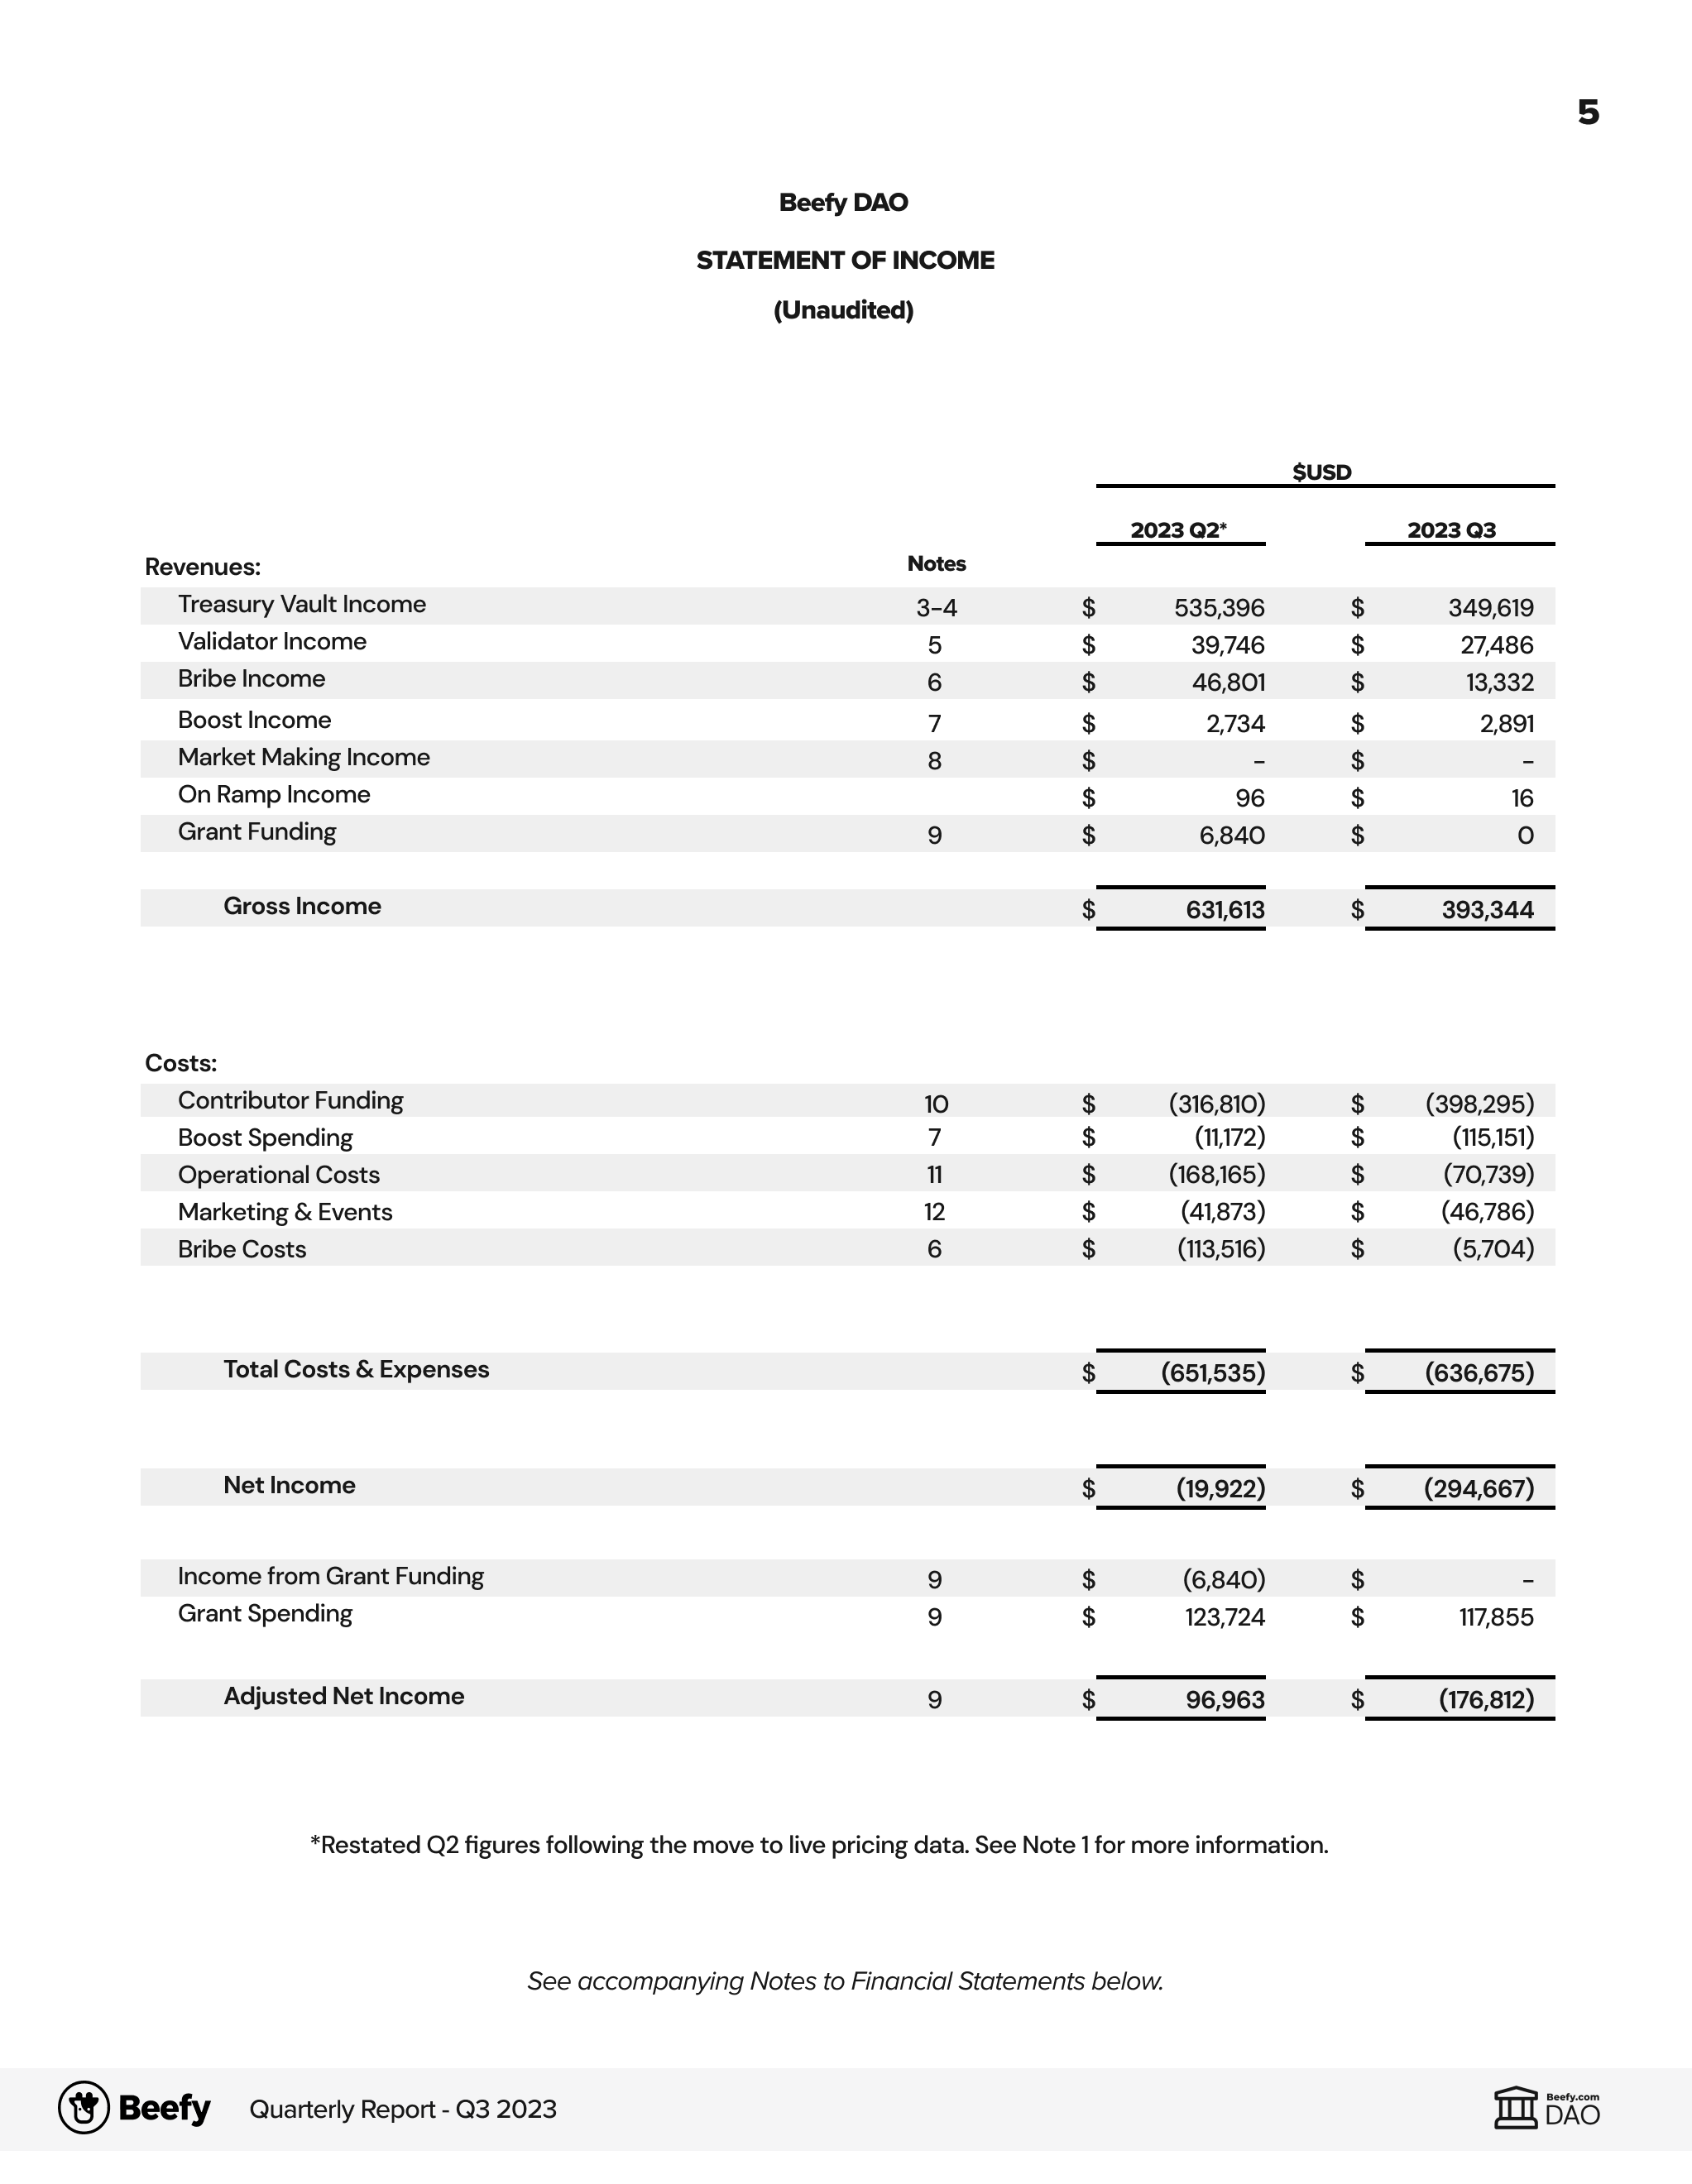 5
Beefy DAO
STATEMENT OF INCOME
(Unaudited)
$USD
2023 Q2* 2023 Q3
Revenues: Notes
Treasury Vault Income 3-4 $ 535,396 $ 349,619
Validator Income 5 $ 39,746 $ 27,486
Bribe Income 6 $ 46,801 $ 13,332
Boost Income 7 $ 2,734 $ 2,891
Market Making Income 8 $ - $ -
On Ramp Income $ 96 $ 16
Grant Funding 9 $ 6,840 $ 0
Gross Income $ 631,613 $ 393,344
Costs:
Contributor Funding 10 $ (316,810) $ (398,295)
Boost Spending 7 $ (11,172) $ (115,151)
Operational Costs 11 $ (168,165) $ (70,739)
Marketing & Events 12 $ (41,873) $ (46,786)
Bribe Costs 6 $ (113,516) $ (5,704)
Total Costs & Expenses $ (651,535) $ (636,675)
Net Income $ (19,922) $ (294,667)
Income from Grant Funding 9 $ (6,840) $ -
Grant Spending 9 $ 123,724 $ 117,855
Adjusted Net Income 9 $ 96,963 $ (176,812)
*Restated Q2 figures following the move to live pricing data. See Note 1 for more information.
See accompanying Notes to Financial Statements below.
Beefy Quarterly Report - Q3 2023
Beefy.com
DAO